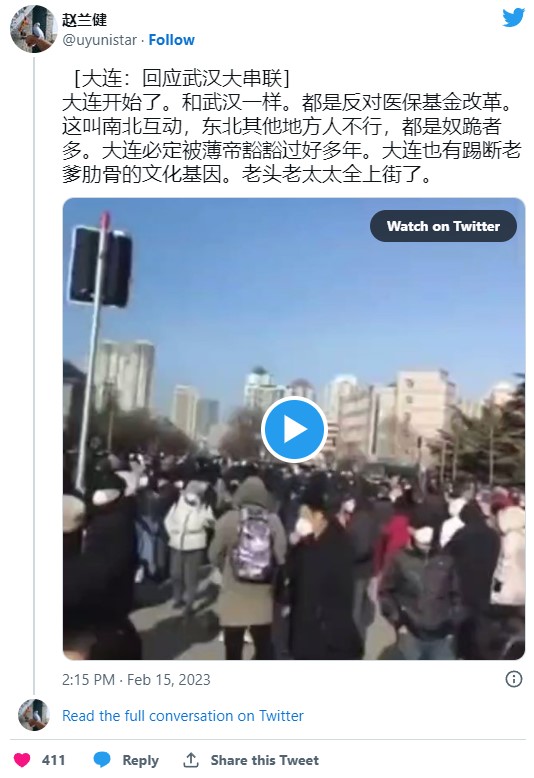 赵兰健
@uyunistar · Follow
［大连：回应武汉大串联］
大连开始了。和武汉一样。都是反对医保基金改革。
这叫南北互动，东北其他地方人不行，都是奴跪者
多。大连必定被薄帝豁豁过好多年。大连也有踢断老
爹肋骨的文化基因。老头老太太全上街了。
Watch on Twitter
2:15 PM · Feb 15, 2023
Read the full conversation on Twitter
411 Reply Share this Tweet